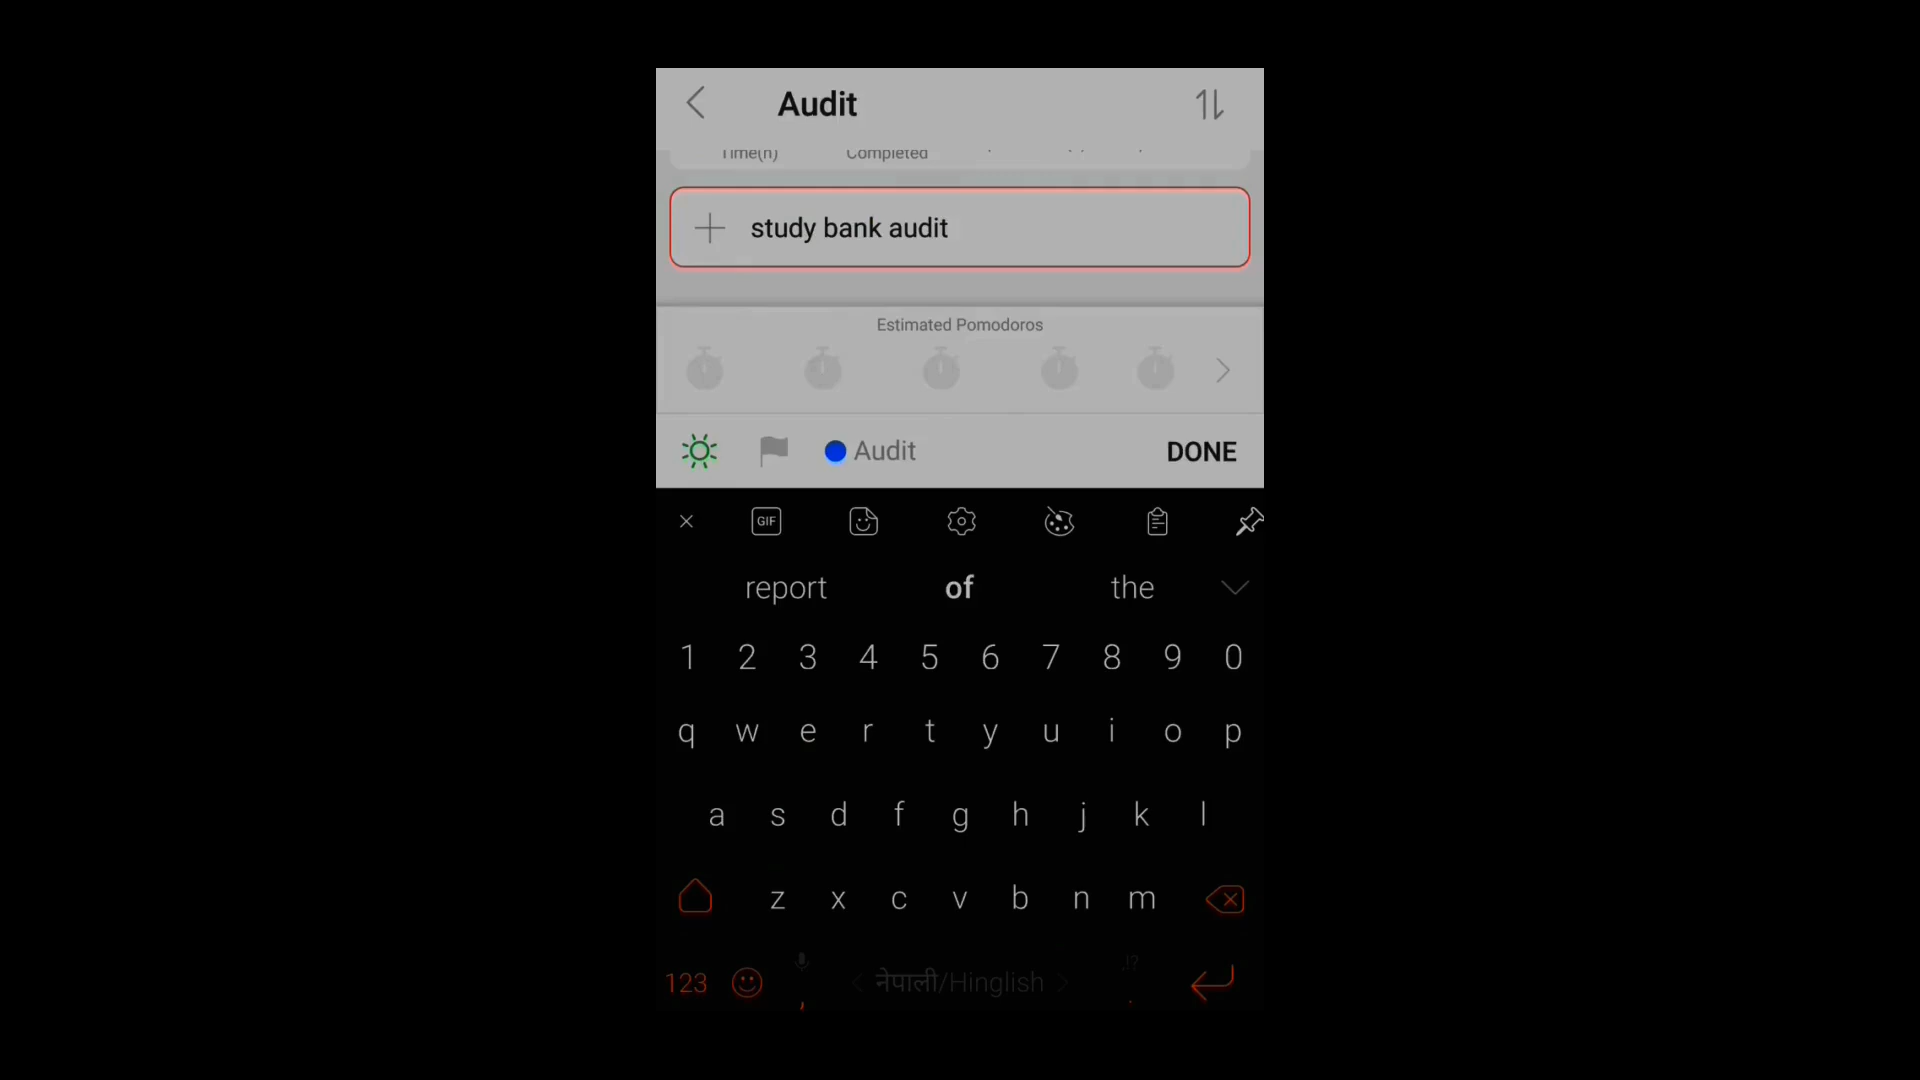 Audit
Time(h) Completed
study bank audit
Estimated Pomodoros
Audit DONE
GIF
report of the
1 2 3 4 5 6 7 8 9 0
q w e r t y u i o p
a s d f g h j k l
z x c v b n m
123 नेपाली/Hinglish ,!?